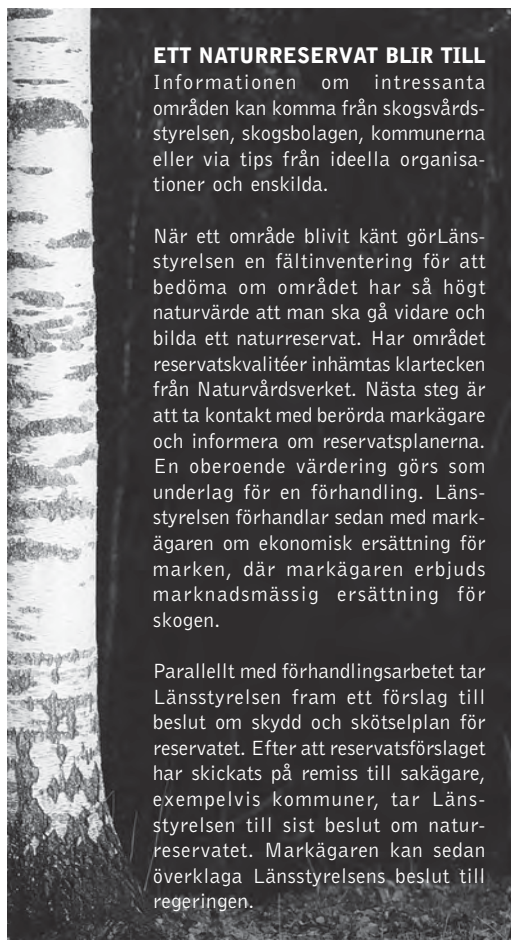 ETT NATURRESERVAT BLIR TILL
Informationen om intressanta
områden kan komma från skogsvårds-
styrelsen, skogsbolagen, kommunerna
eller via tips från ideella organisa-
tioner och enskilda.
När ett område blivit känt görLäns-
styrelsen en fältinventering för att
bedöma om området har så högt
naturvärde att man ska gå vidare och
bilda ett naturreservat. Har området
reservatskvalitéer inhämtas klartecken
från Naturvårdsverket. Nästa steg är
att ta kontakt med berörda markägare
och informera om reservatsplanerna.
En oberoende värdering görs som
underlag för en förhandling. Läns-
styrelsen förhandlar sedan med mark-
ägaren om ekonomisk ersättning för
marken, där markägaren erbjuds
marknadsmässig ersättning för
skogen.
Parallellt med förhandlingsarbetet tar
Länsstyrelsen fram ett förslag till
beslut om skydd och skötselplan för
reservatet. Efter att reservatsförslaget
har skickats på remiss till sakägare,
exempelvis kommuner, tar Läns-
styrelsen till sist beslut om natur-
reservatet. Markägaren kan sedan
överklaga Länsstyrelsens beslut till
regeringen.